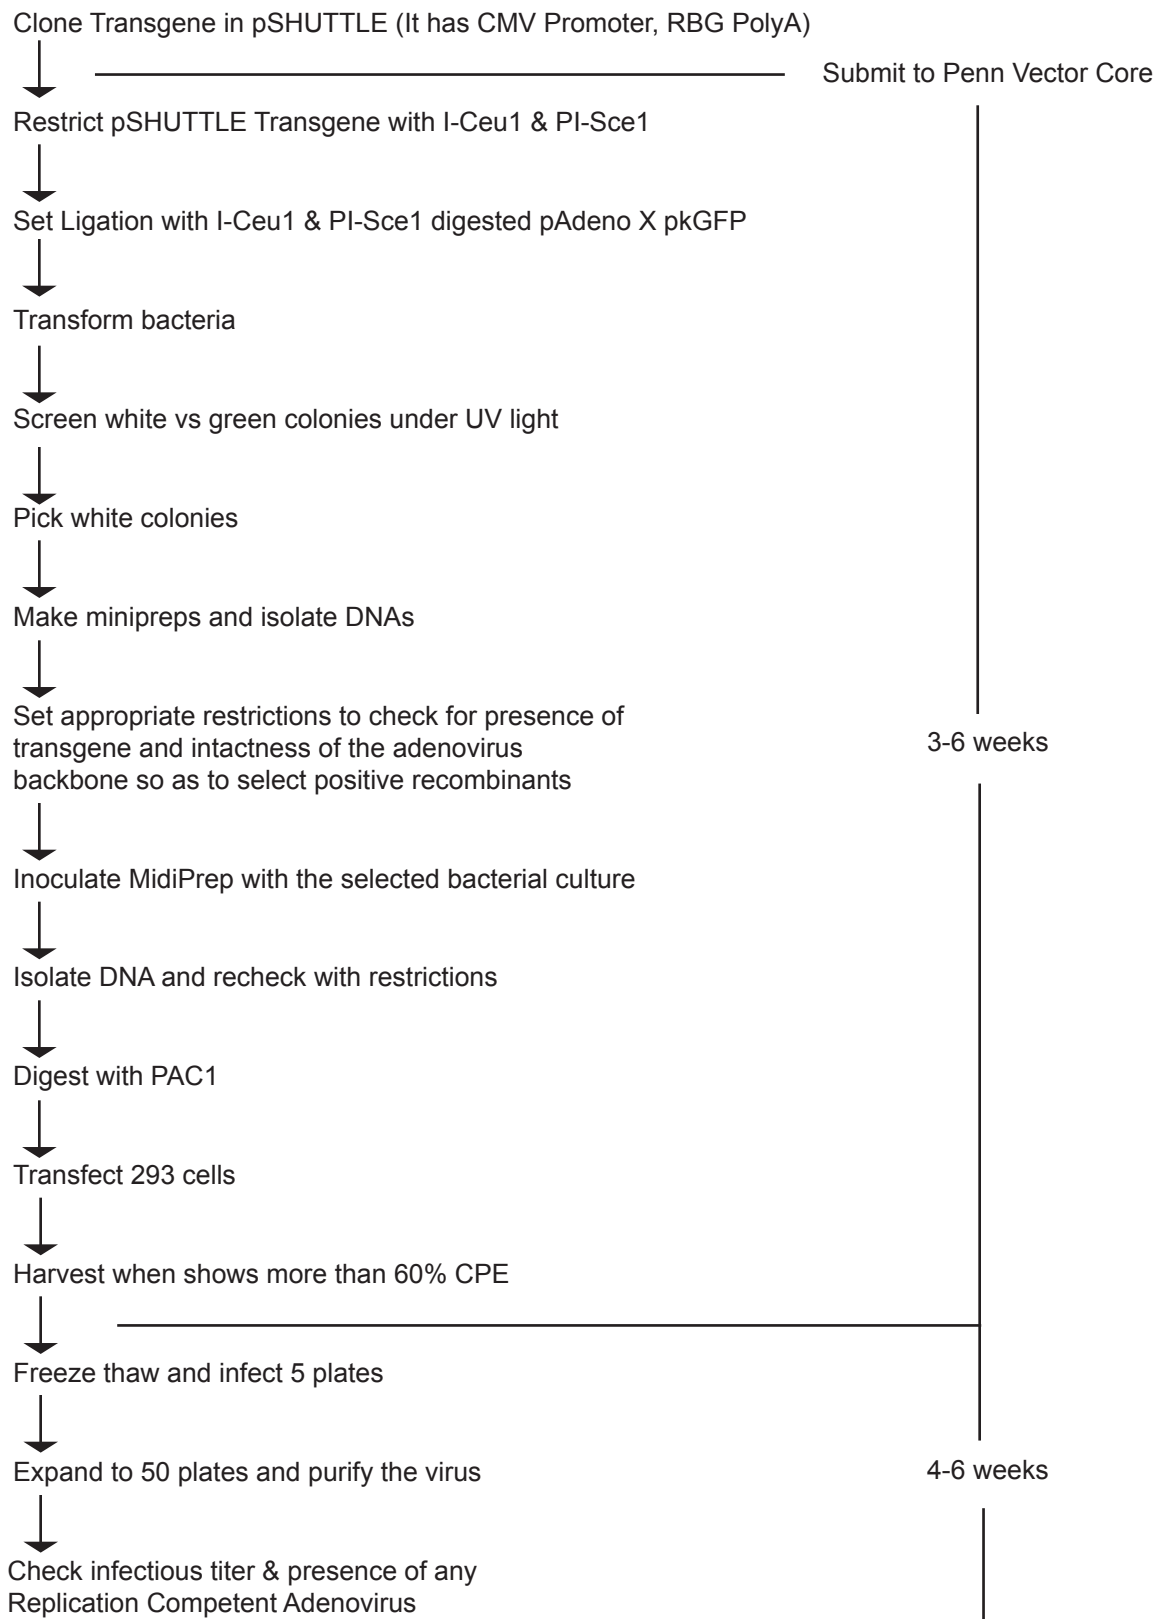 Clone Transgene in pSHUTTLE (It has CMV Promoter, RBG PolyA)
Submit to Penn Vector Core
Restrict pSHUTTLE Transgene with I-Ceu1 & PI-Sce1
Set Ligation with I-Ceu1 & PI-Sce1 digested pAdeno X pkGFP
Transform bacteria
Screen white vs green colonies under UV light
Pick white colonies
Make minipreps and isolate DNAs
Set appropriate restrictions to check for presence of
transgene and intactness of the adenovirus
backbone so as to select positive recombinants
3-6 weeks
Inoculate MidiPrep with the selected bacterial culture
Isolate DNA and recheck with restrictions
Digest with PAC1
Transfect 293 cells
Harvest when shows more than 60% CPE
Freeze thaw and infect 5 plates
Expand to 50 plates and purify the virus
4-6 weeks
Check infectious titer & presence of any
Replication Competent Adenovirus